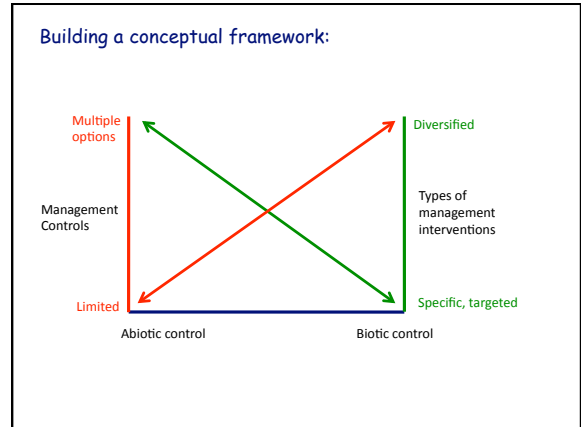 Building a conceptual framework:
Multiple
options
Diversified
Management
Controls
Types of
management
interventions
Limited
Specific, targeted
Abiotic control
Biotic control